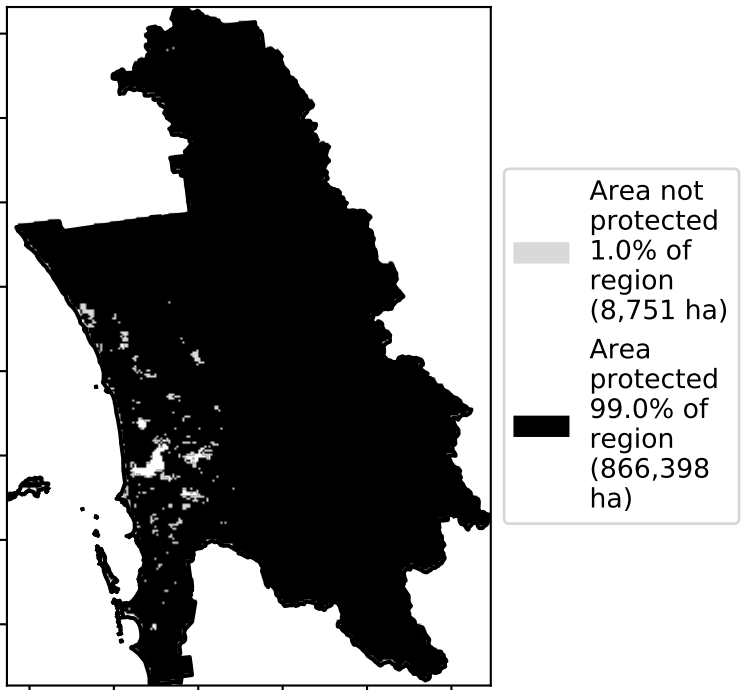 Area not
protected
1.0% of
region
(8,751 ha)
Area
protected
99.0% of
region
(866,398
ha)